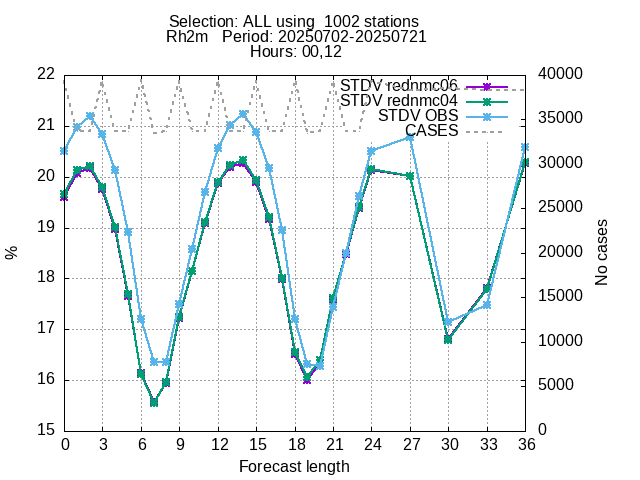 Selection: ALL using  1002 stations
Rh2m   Period: 20250702-20250721
Hours: 00,12
STDV rednmc06
STDV rednmc04
STDV OBS
CASES
22
21
20
19
18
17
16
15
%
40000
35000
30000
25000
20000
15000
10000
5000
0
No cases
0 3 6 9 12 15 18 21 24 27 30 33 36
Forecast length